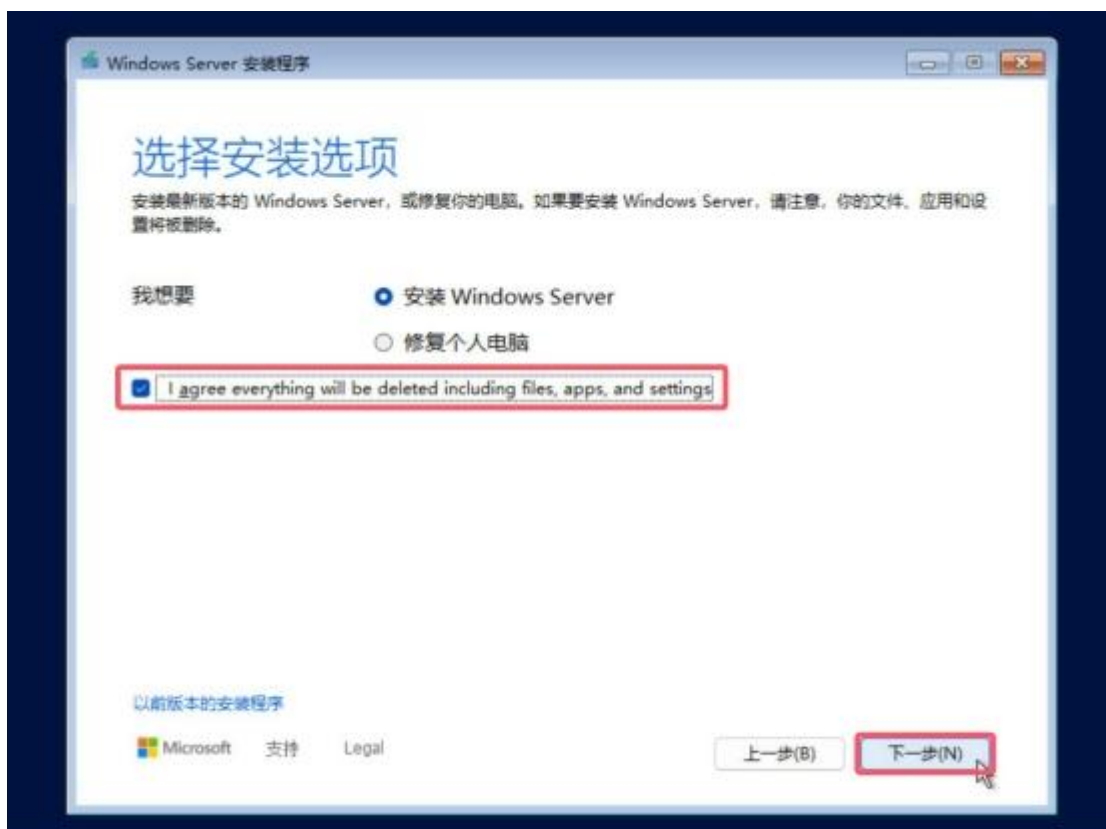 Windows Server 安装程序
选择安装选项
安装最新版本的 Windows Server，或修复你的电脑。如果要安装 Windows Server，请注意，你的文件、应用和设
置将被删除。
我想要
安装 Windows Server
修复个人电脑
I agree everything will be deleted including files, apps, and settings
以前版本的安装程序
Microsoft 支持 Legal
上一步(B) 下一步(N)